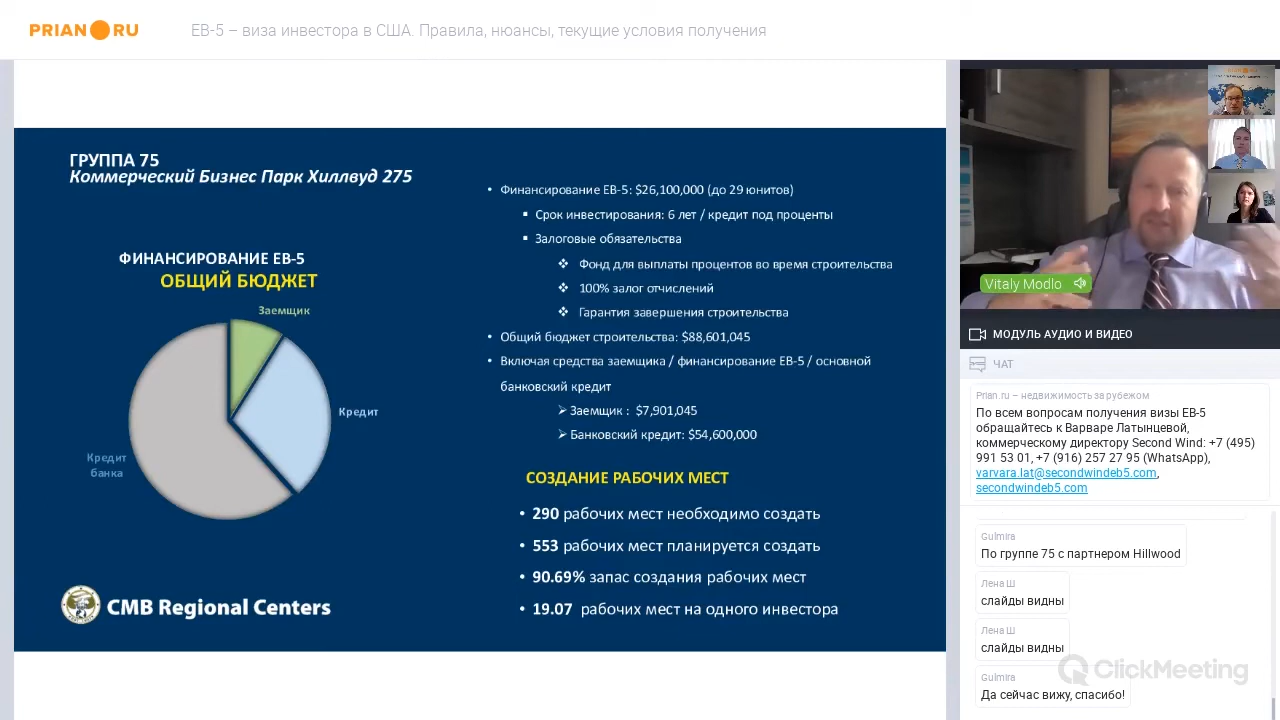 PRIAN RU
EB-5 – виза инвестора в США. Правила, нюансы, текущие условия получения
ГРУППА 75
Коммерческий Бизнес Парк Хиллвуд 275
ФИНАНСИРОВАНИЕ ЕВ-5
ОБЩИЙ БЮДЖЕТ
Заемщик
Кредит
Кредит
банка
CMB Regional Centers
• Финансирование ЕВ-5: $26,100,000 (до 29 юнитов)
▪ Срок инвестирования: 6 лет / кредит под проценты
▪ Залоговые обязательства
❖ Фонд для выплаты процентов во время строительства
❖ 100% залог отчислений
❖ Гарантия завершения строительства
• Общий бюджет строительства: $88,601,045
• Включая средства заемщика / финансирование ЕВ-5 / основной
банковский кредит
➢ Заемщик : $7,901,045
➢ Банковский кредит: $54,600,000
СОЗДАНИЕ РАБОЧИХ МЕСТ
• 290 рабочих мест необходимо создать
• 553 рабочих мест планируется создать
• 90.69% запас создания рабочих мест
• 19.07 рабочих мест на одного инвестора
Vitaly Modlo
МОДУЛЬ АУДИО И ВИДЕО
ЧАТ
Prian.ru – недвижимость за рубежом
По всем вопросам получения визы EB-5
обращайтесь к Варваре Латынцевой,
коммерческому директору Second Wind: +7 (495)
991 53 01, +7 (916) 257 27 95 (WhatsApp),
varvara.lat@secondwindeb5.com,
secondwindeb5.com
Gulmira
По группе 75 с партнером Hillwood
Лена Ш
слайды видны
Лена Ш
слайды видны
Gulmira
Да сейчас вижу, спасибо!
ClickMeeting